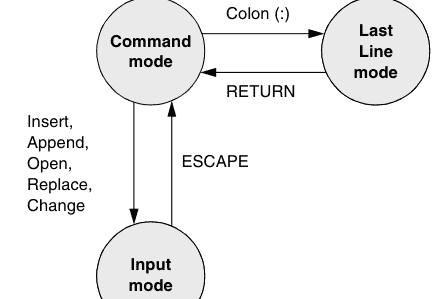 Colon (:)
Command
mode
Last
Line
mode
RETURN
Insert,
Append,
Open,
Replace,
Change
ESCAPE
Input
mode